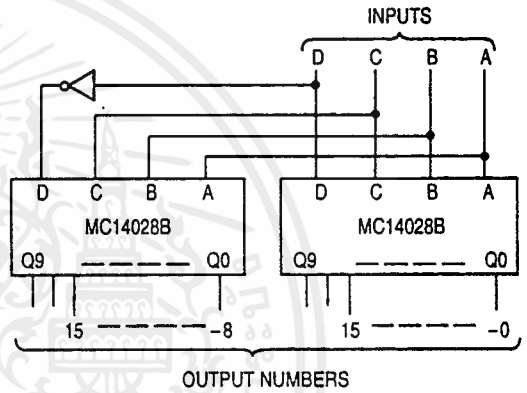 INPUTS
D C B A
D C B A D C B A
MC14028B MC14028B
Q9 Q0 Q9 Q0
15 – – – – – –8 15 – – – – – –0
OUTPUT NUMBERS